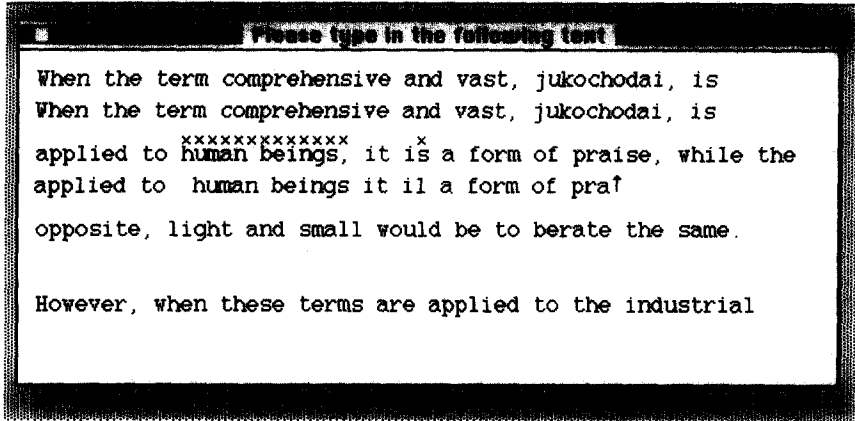 Please type in the following text
When the term comprehensive and vast, jukochodai, is
When the term comprehensive and vast, jukochodai, is
xxxxxxxxxxxxx x
applied to human beings, it is a form of praise, while the
applied to  human beings it il a form of pra↑
opposite, light and small would be to berate the same.
However, when these terms are applied to the industrial